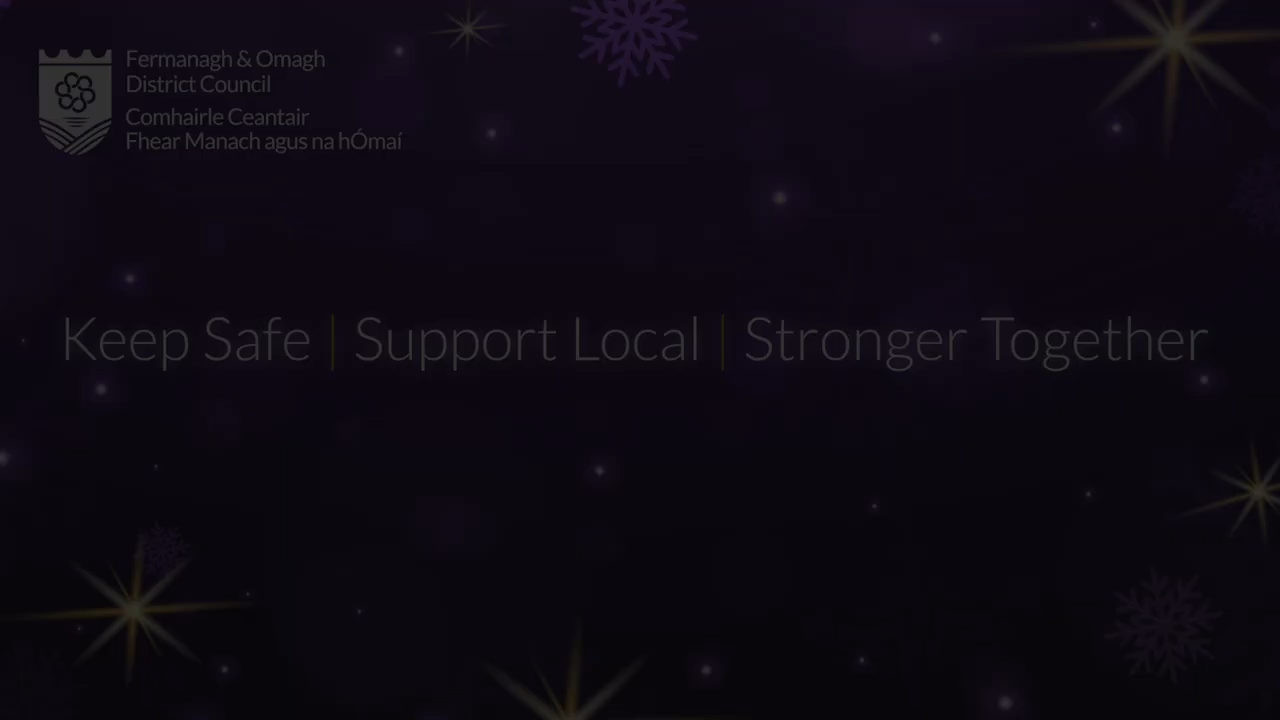 Fermanagh & Omagh
District Council
Comhairle Ceantair
Fhear Manach agus na hÓmaí
Keep Safe | Support Local | Stronger Together